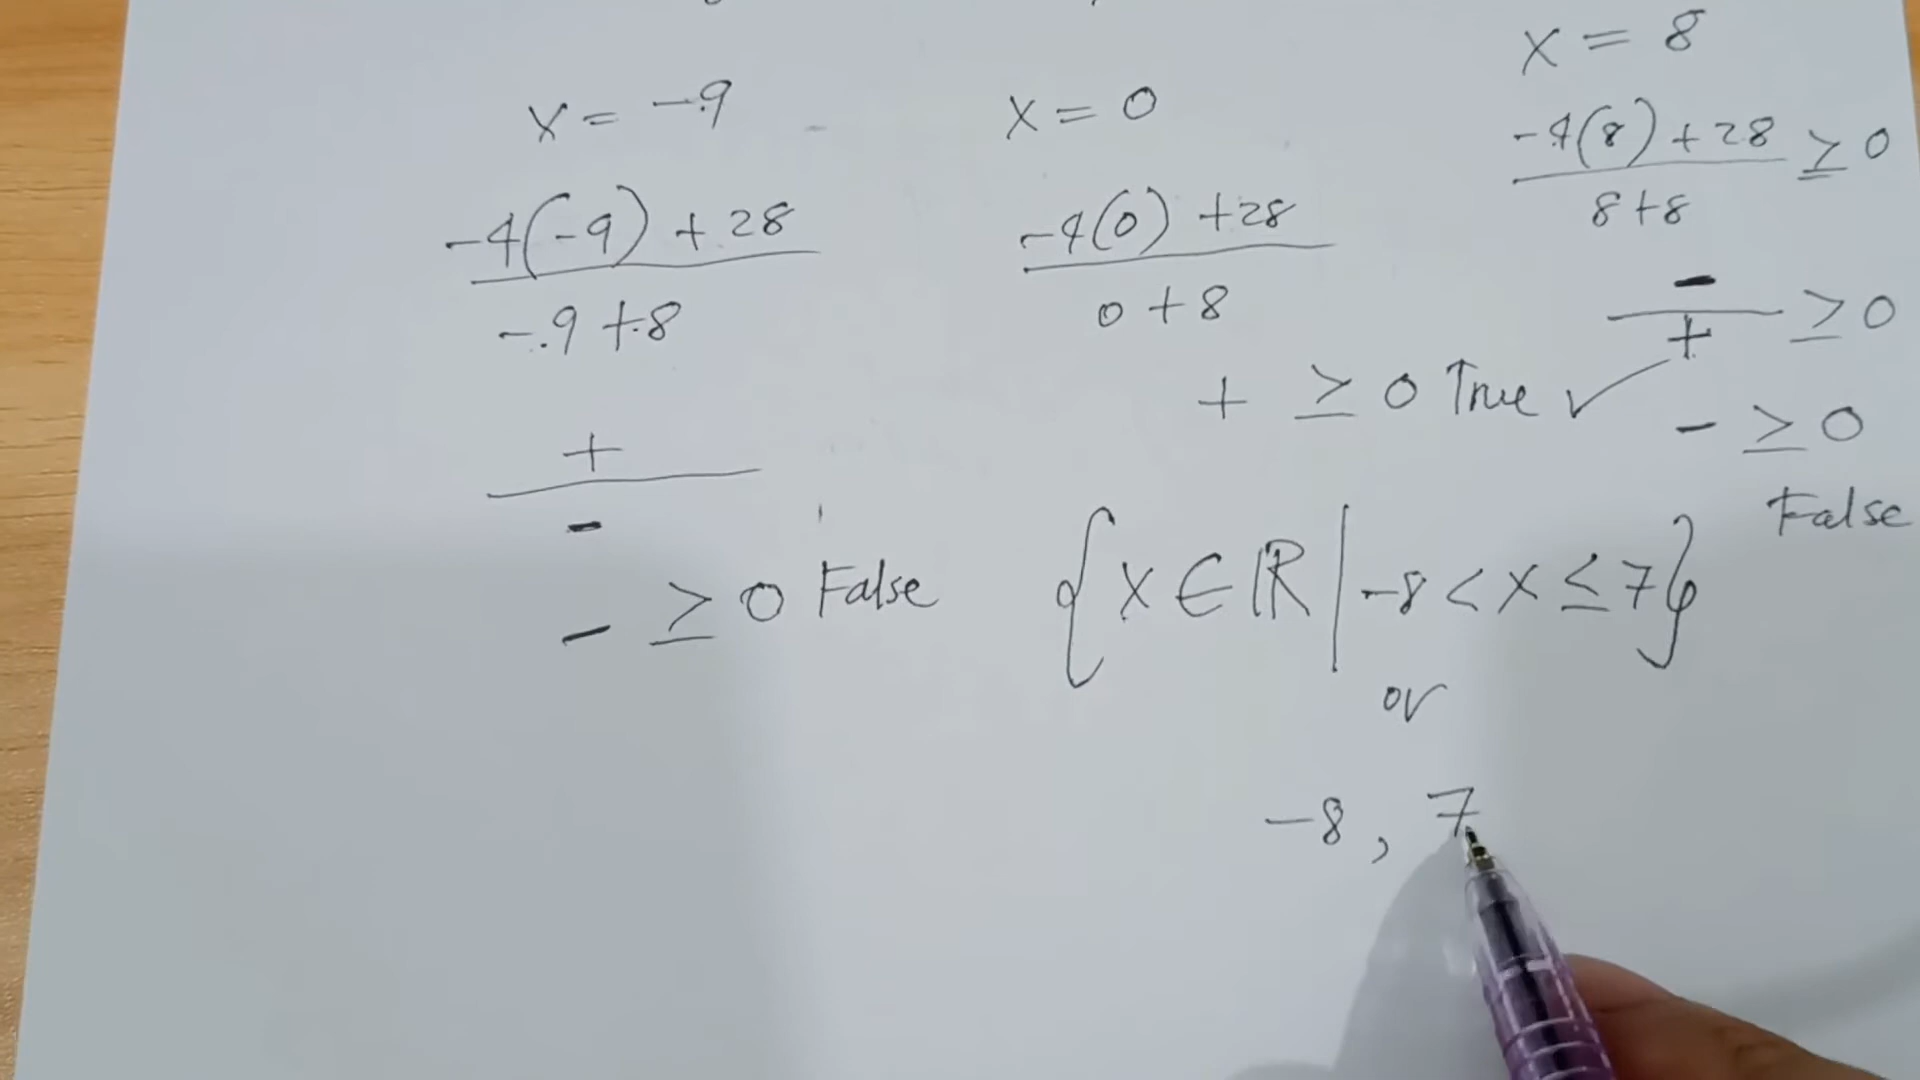 x = -9
-4(-9) + 28
-9 + 8
+
-
- ≥ 0 False
x = 0
-4(0) + 28
0 + 8
+ ≥ 0 True ✓
x = 8
-4(8) + 28 ≥ 0
8 + 8
- ≥ 0
+
- ≥ 0
False
{x ∈ ℝ | -8 < x ≤ 7}
or
-8, 7